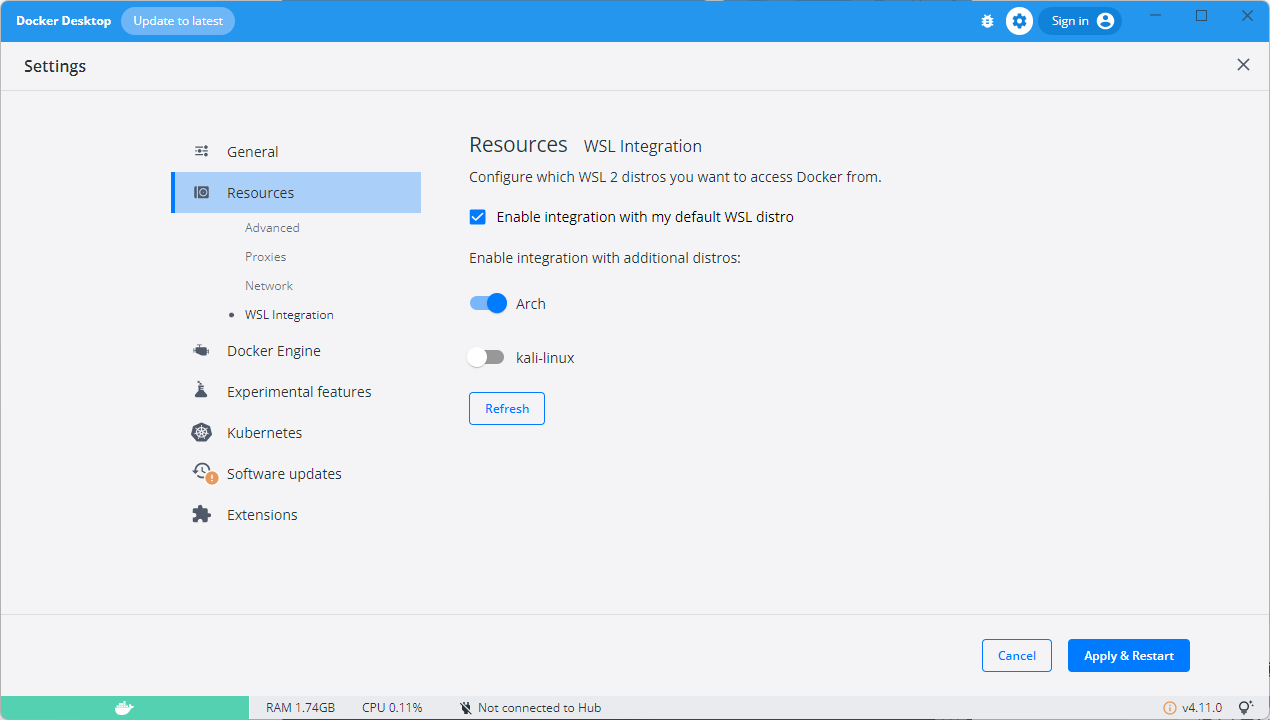 Docker Desktop Update to latest Sign in
Settings
General
Resources
Advanced
Proxies
Network
WSL Integration
Docker Engine
Experimental features
Kubernetes
Software updates
Extensions
Resources WSL Integration
Configure which WSL 2 distros you want to access Docker from.
Enable integration with my default WSL distro
Enable integration with additional distros:
Arch
kali-linux
Refresh
Cancel Apply & Restart
RAM 1.74GB CPU 0.11% Not connected to Hub v4.11.0